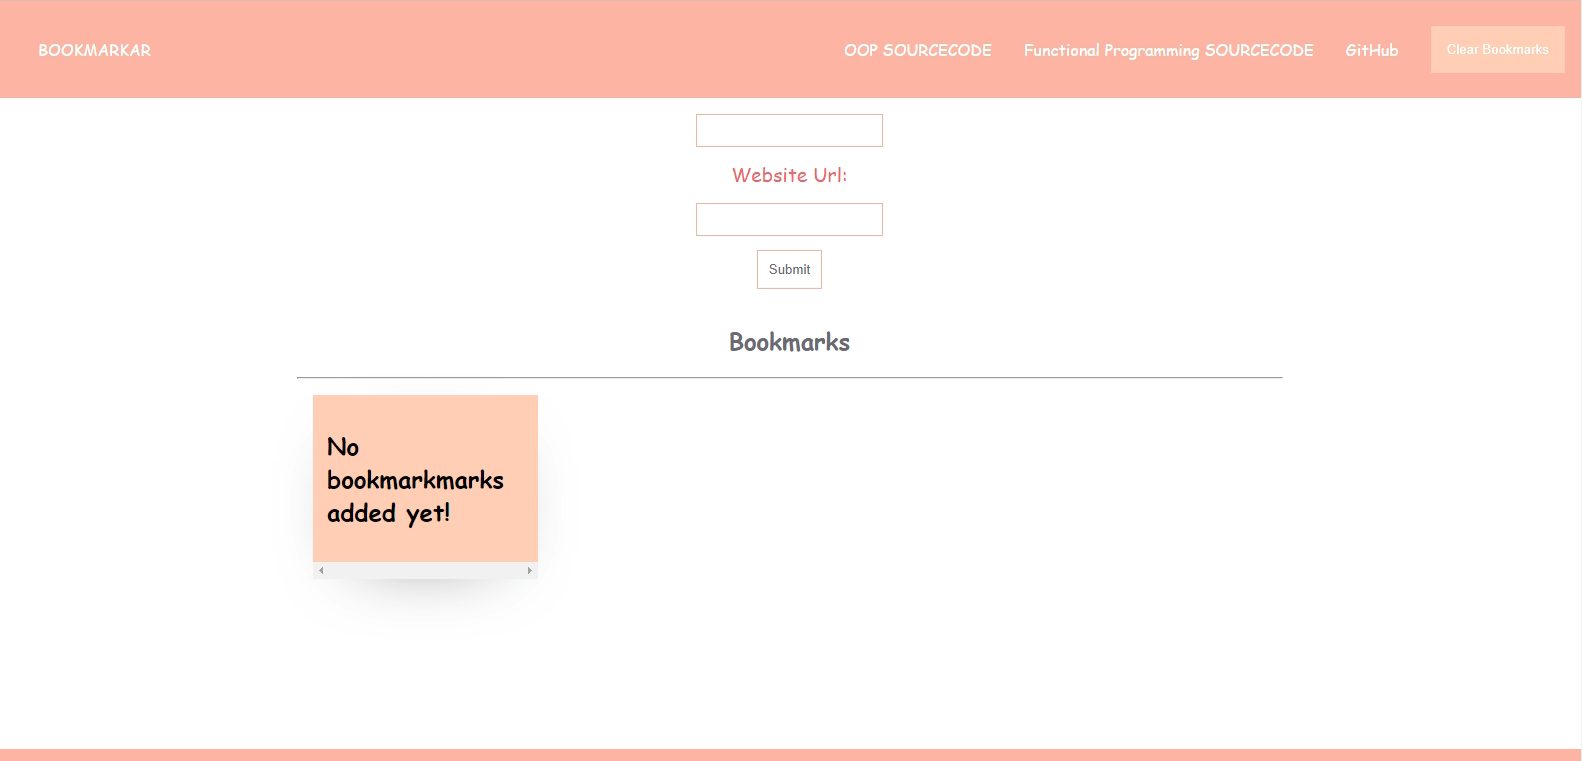 BOOKMARKAR
OOP SOURCECODE
Functional Programming SOURCECODE
GitHub
Clear Bookmarks
Website Url:
Submit
Bookmarks
No
bookmarkmarks
added yet!